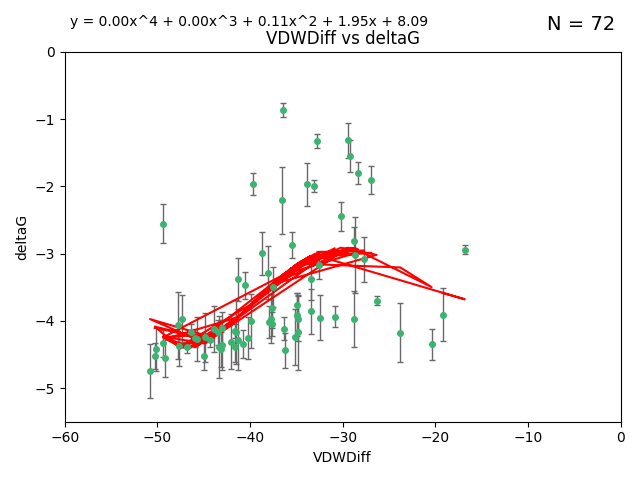 y = 0.00x^4 + 0.00x^3 + 0.11x^2 + 1.95x + 8.09
N = 72
VDWDiff vs deltaG
0
−1
−2
−3
−4
−5
deltaG
−60 −50 −40 −30 −20 −10 0
VDWDiff